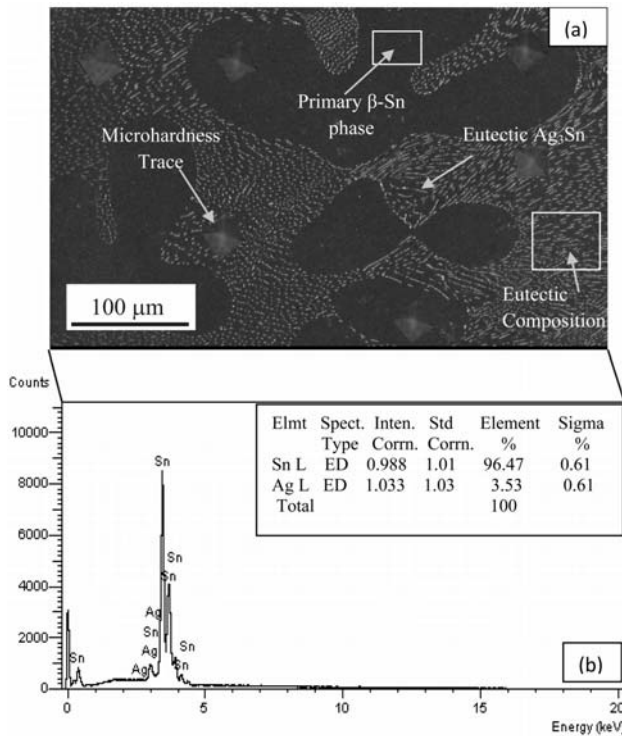 (a)
Primary β-Sn
phase
Microhardness
Trace
Eutectic Ag₃Sn
100 μm
Eutectic
Composition
Counts
Elmt Spect. Inten. Std Element Sigma
Type Corrn. Corrn. % %
Sn L ED 0.988 1.01 96.47 0.61
Ag L ED 1.033 1.03 3.53 0.61
Total 100
10000
8000
6000
4000
2000
0
Sn
Sn
Sn
Ag
Sn
Ag
Ag
Sn
Sn
(b)
0 5 10 15 20
Energy (keV)